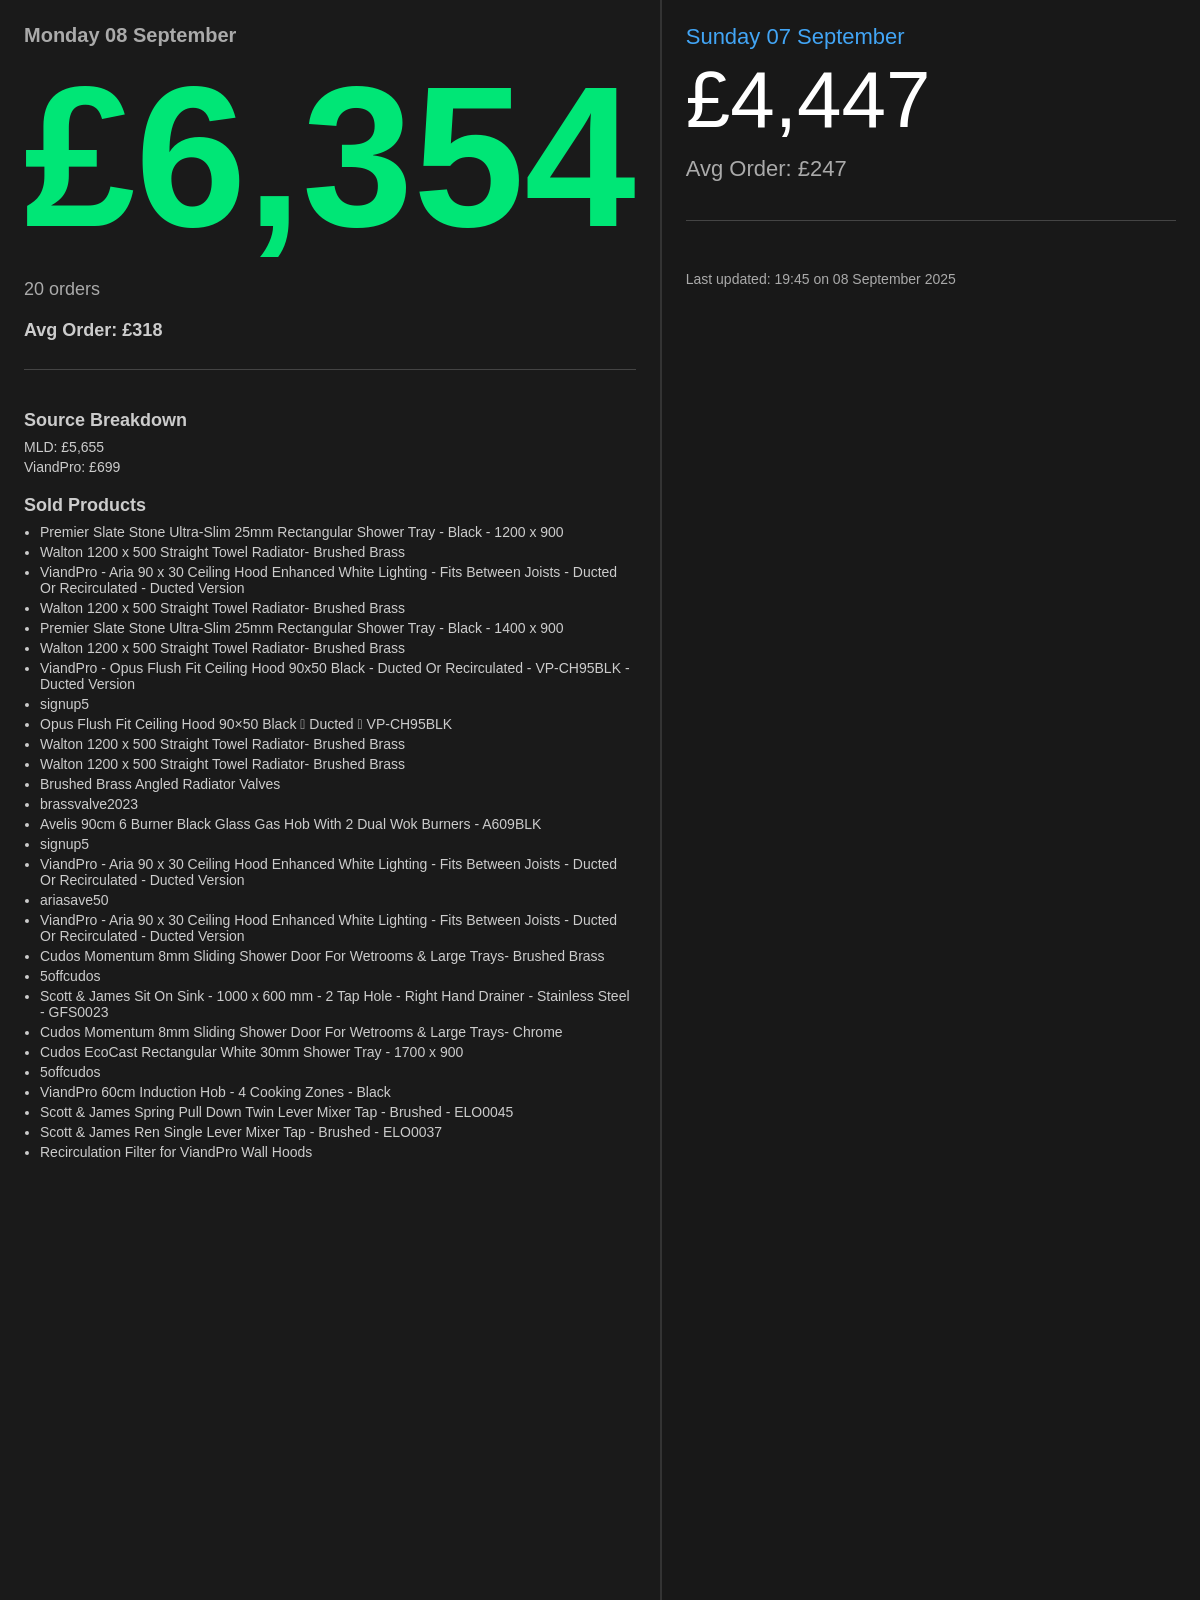 Monday 08 September
£6,354
20 orders
Avg Order: £318
Source Breakdown
MLD: £5,655
ViandPro: £699
Sold Products
• Premier Slate Stone Ultra-Slim 25mm Rectangular Shower Tray - Black - 1200 x 900
• Walton 1200 x 500 Straight Towel Radiator- Brushed Brass
• ViandPro - Aria 90 x 30 Ceiling Hood Enhanced White Lighting - Fits Between Joists - Ducted
Or Recirculated - Ducted Version
• Walton 1200 x 500 Straight Towel Radiator- Brushed Brass
• Premier Slate Stone Ultra-Slim 25mm Rectangular Shower Tray - Black - 1400 x 900
• Walton 1200 x 500 Straight Towel Radiator- Brushed Brass
• ViandPro - Opus Flush Fit Ceiling Hood 90x50 Black - Ducted Or Recirculated - VP-CH95BLK -
Ducted Version
• signup5
• Opus Flush Fit Ceiling Hood 90×50 Black ▯ Ducted ▯ VP-CH95BLK
• Walton 1200 x 500 Straight Towel Radiator- Brushed Brass
• Walton 1200 x 500 Straight Towel Radiator- Brushed Brass
• Brushed Brass Angled Radiator Valves
• brassvalve2023
• Avelis 90cm 6 Burner Black Glass Gas Hob With 2 Dual Wok Burners - A609BLK
• signup5
• ViandPro - Aria 90 x 30 Ceiling Hood Enhanced White Lighting - Fits Between Joists - Ducted
Or Recirculated - Ducted Version
• ariasave50
• ViandPro - Aria 90 x 30 Ceiling Hood Enhanced White Lighting - Fits Between Joists - Ducted
Or Recirculated - Ducted Version
• Cudos Momentum 8mm Sliding Shower Door For Wetrooms & Large Trays- Brushed Brass
• 5offcudos
• Scott & James Sit On Sink - 1000 x 600 mm - 2 Tap Hole - Right Hand Drainer - Stainless Steel
- GFS0023
• Cudos Momentum 8mm Sliding Shower Door For Wetrooms & Large Trays- Chrome
• Cudos EcoCast Rectangular White 30mm Shower Tray - 1700 x 900
• 5offcudos
• ViandPro 60cm Induction Hob - 4 Cooking Zones - Black
• Scott & James Spring Pull Down Twin Lever Mixer Tap - Brushed - ELO0045
• Scott & James Ren Single Lever Mixer Tap - Brushed - ELO0037
• Recirculation Filter for ViandPro Wall Hoods
Sunday 07 September
£4,447
Avg Order: £247
Last updated: 19:45 on 08 September 2025